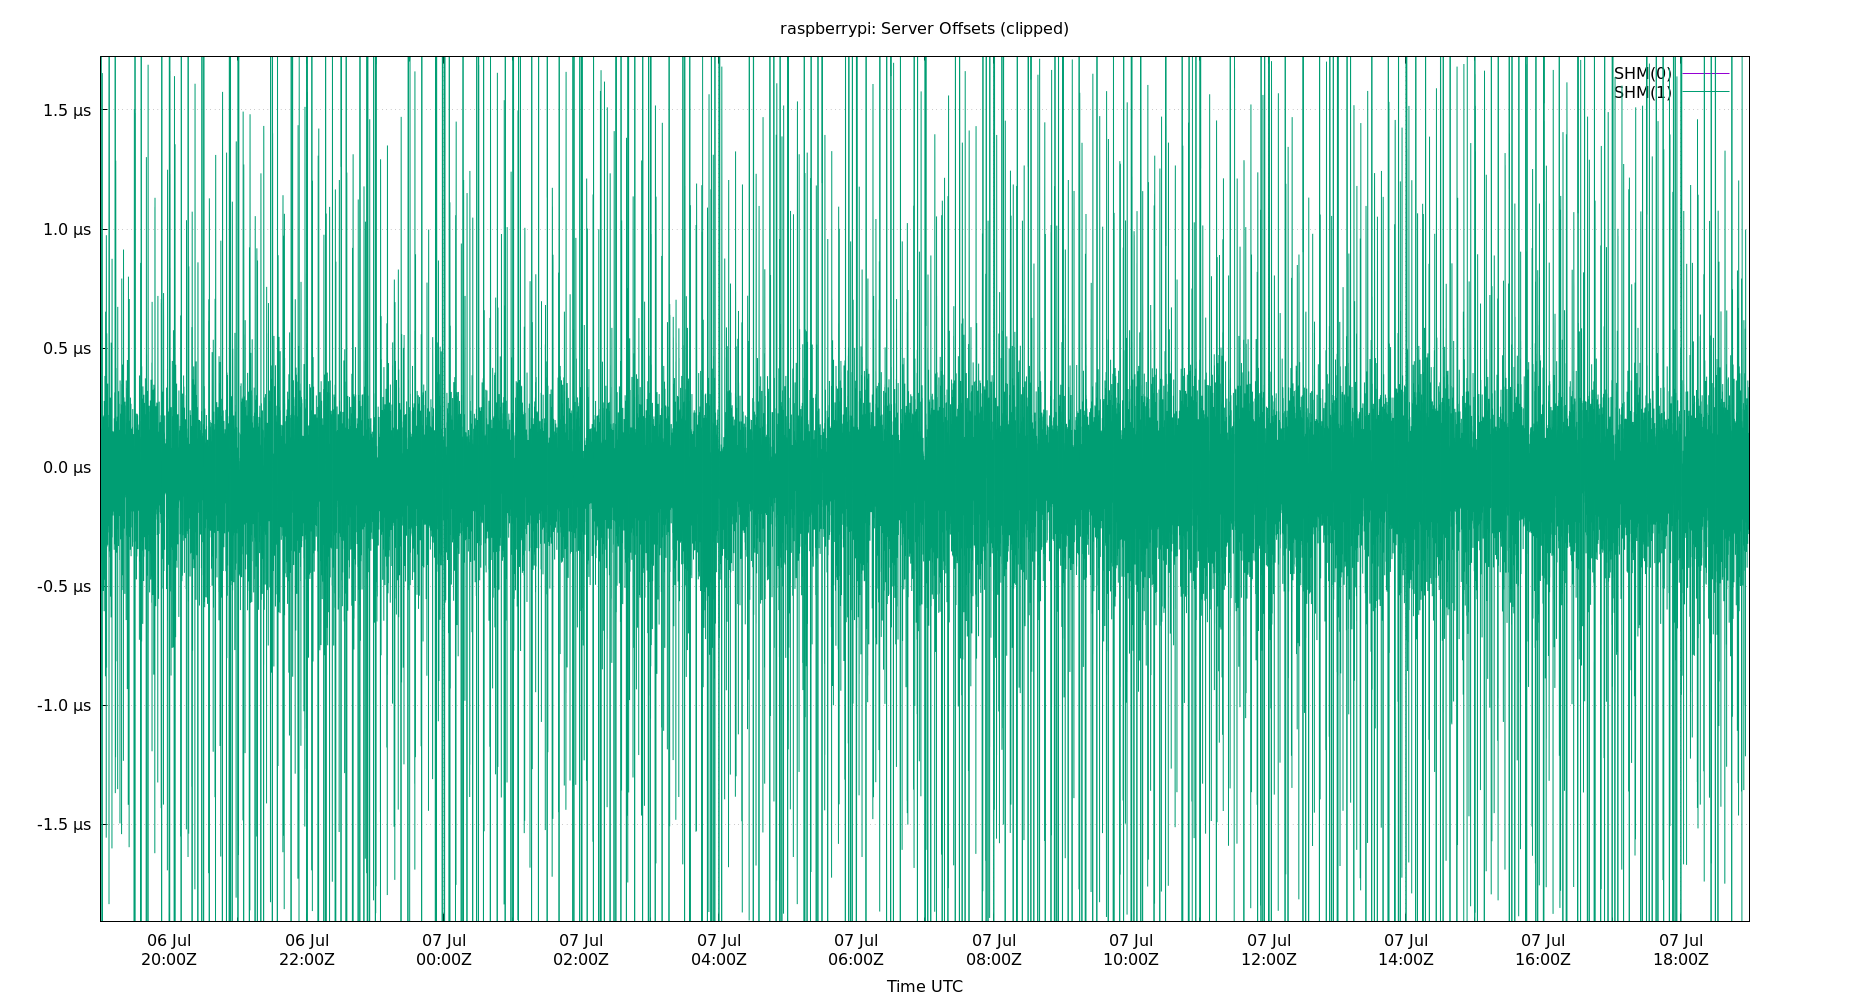 raspberrypi: Server Offsets (clipped)
SHM(0)
SHM(1)
1.5 µs
1.0 µs
0.5 µs
0.0 µs
-0.5 µs
-1.0 µs
-1.5 µs
06 Jul 06 Jul 07 Jul 07 Jul 07 Jul 07 Jul 07 Jul 07 Jul 07 Jul 07 Jul 07 Jul 07 Jul
20:00Z 22:00Z 00:00Z 02:00Z 04:00Z 06:00Z 08:00Z 10:00Z 12:00Z 14:00Z 16:00Z 18:00Z
Time UTC